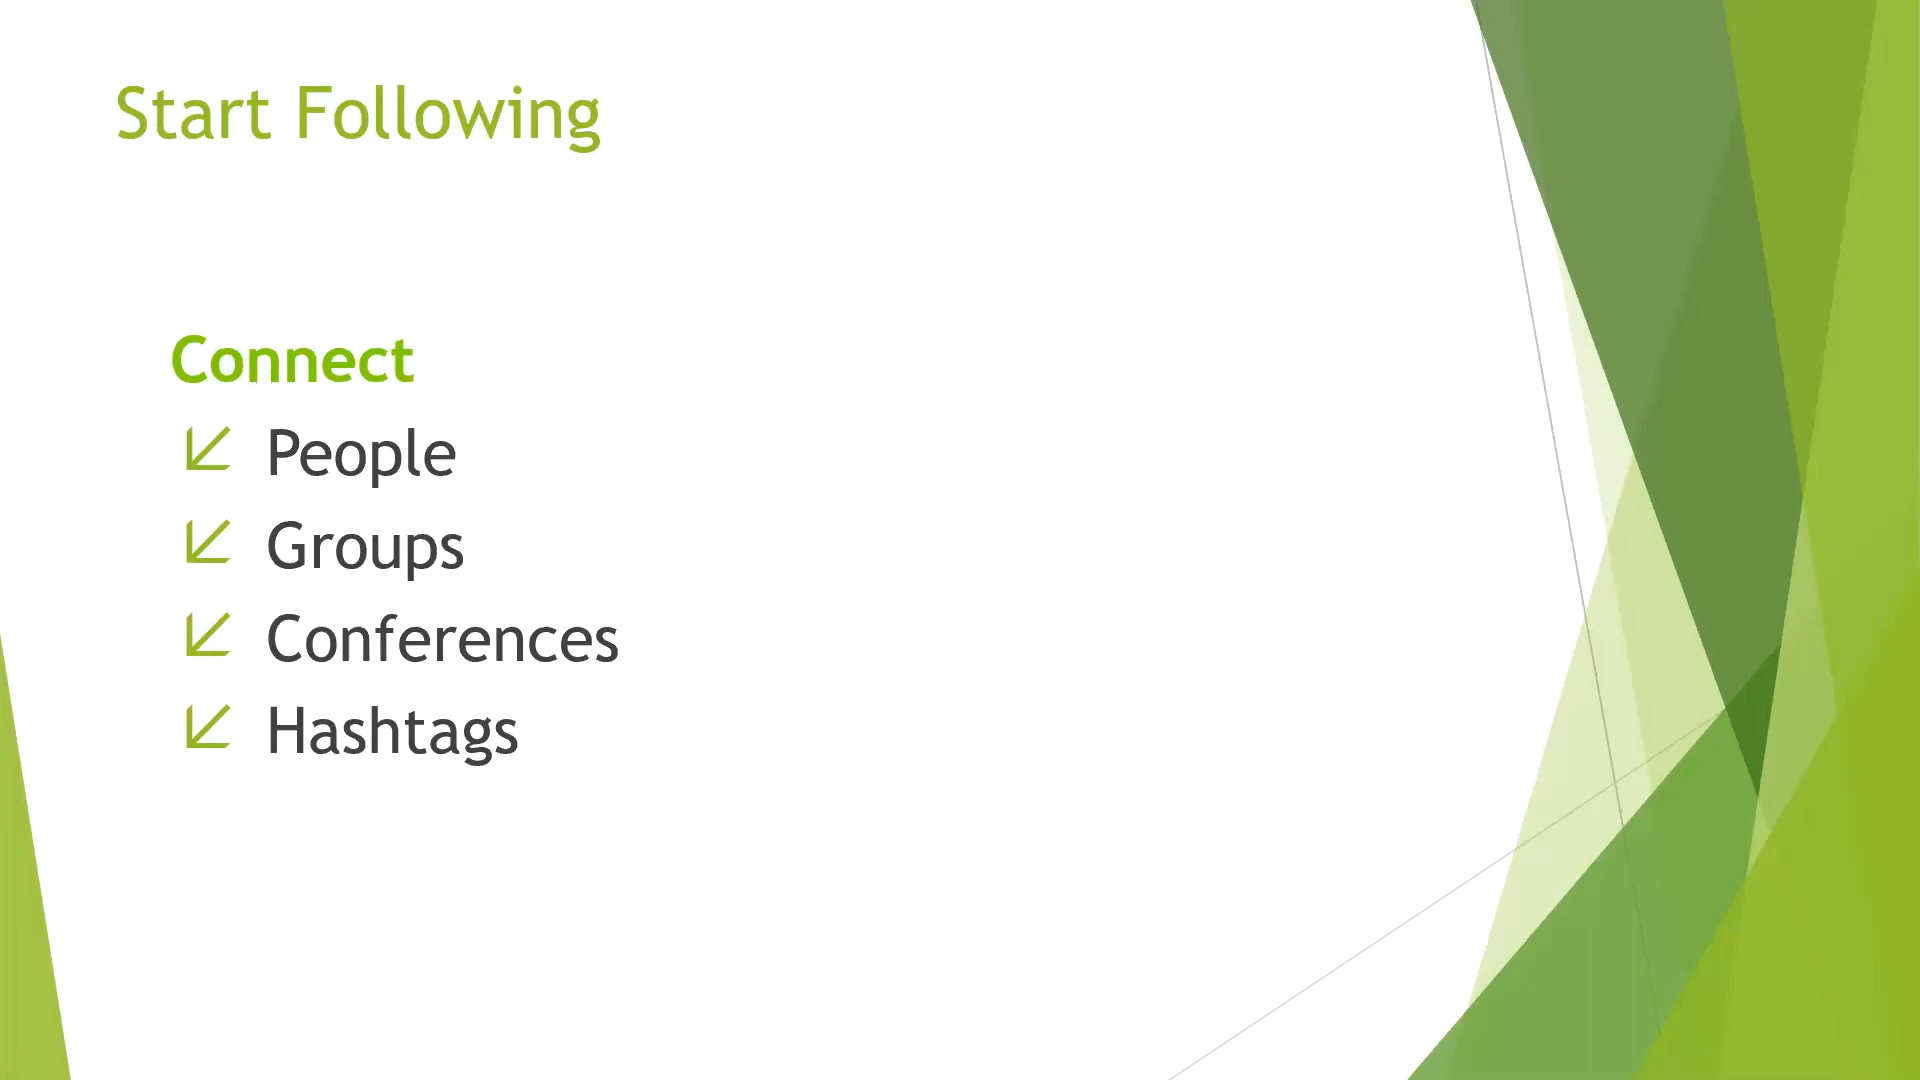 Start Following
Connect
People
Groups
Conferences
Hashtags